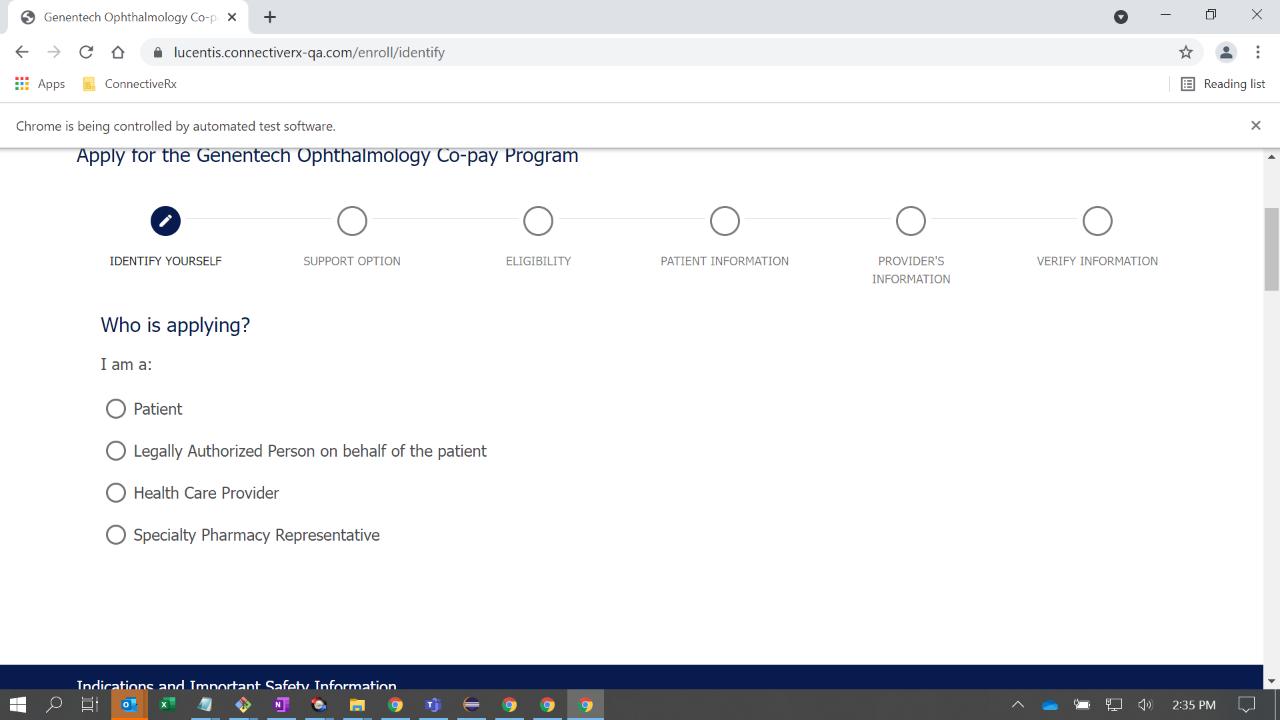 Genentech Ophthalmology Co-p
lucentis.connectiverx-qa.com/enroll/identify
Apps
ConnectiveRx
Reading list
Chrome is being controlled by automated test software.
Apply for the Genentech Ophthalmology Co-pay Program
IDENTIFY YOURSELF
SUPPORT OPTION
ELIGIBILITY
PATIENT INFORMATION
PROVIDER'S
INFORMATION
VERIFY INFORMATION
Who is applying?
I am a:
Patient
Legally Authorized Person on behalf of the patient
Health Care Provider
Specialty Pharmacy Representative
Indications and Important Safety Information
2:35 PM